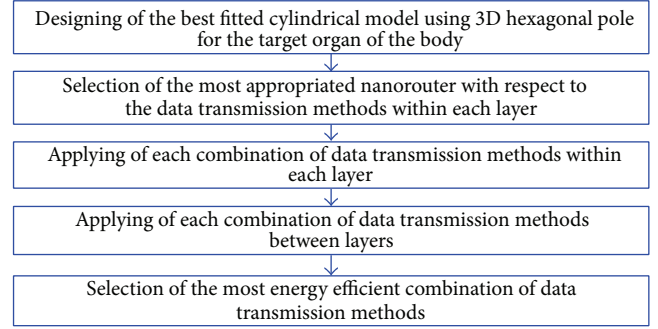 Designing of the best fitted cylindrical model using 3D hexagonal pole
for the target organ of the body
Selection of the most appropriated nanorouter with respect to
the data transmission methods within each layer
Applying of each combination of data transmission methods within
each layer
Applying of each combination of data transmission methods
between layers
Selection of the most energy efficient combination of data
transmission methods